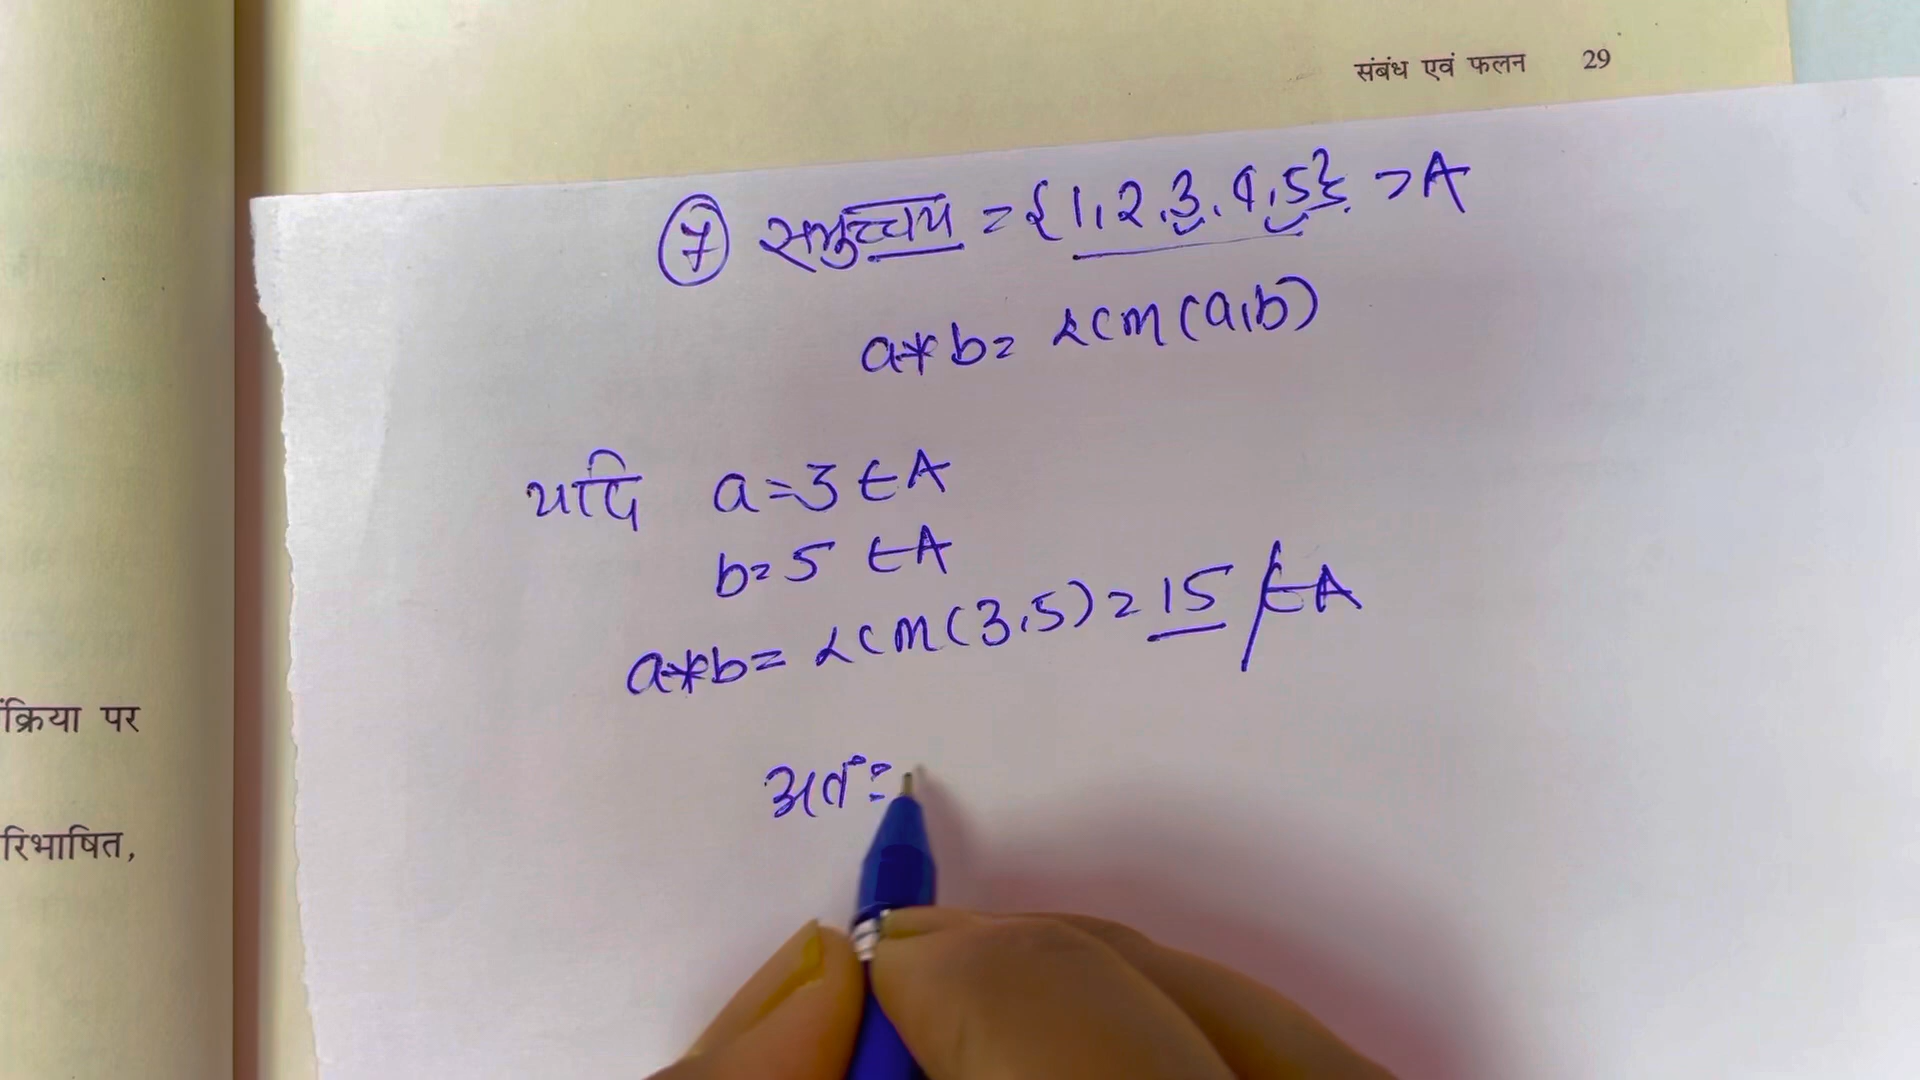 संबंध एवं फलन 29
7 समुच्चय = {1, 2, 3, 4, 5} = A
a*b = LCM(a, b)
यदि a=3 ∈ A
b=5 ∈ A
a*b = LCM(3, 5) = 15 ∉ A
क्रिया पर
अतः
रिभाषित,